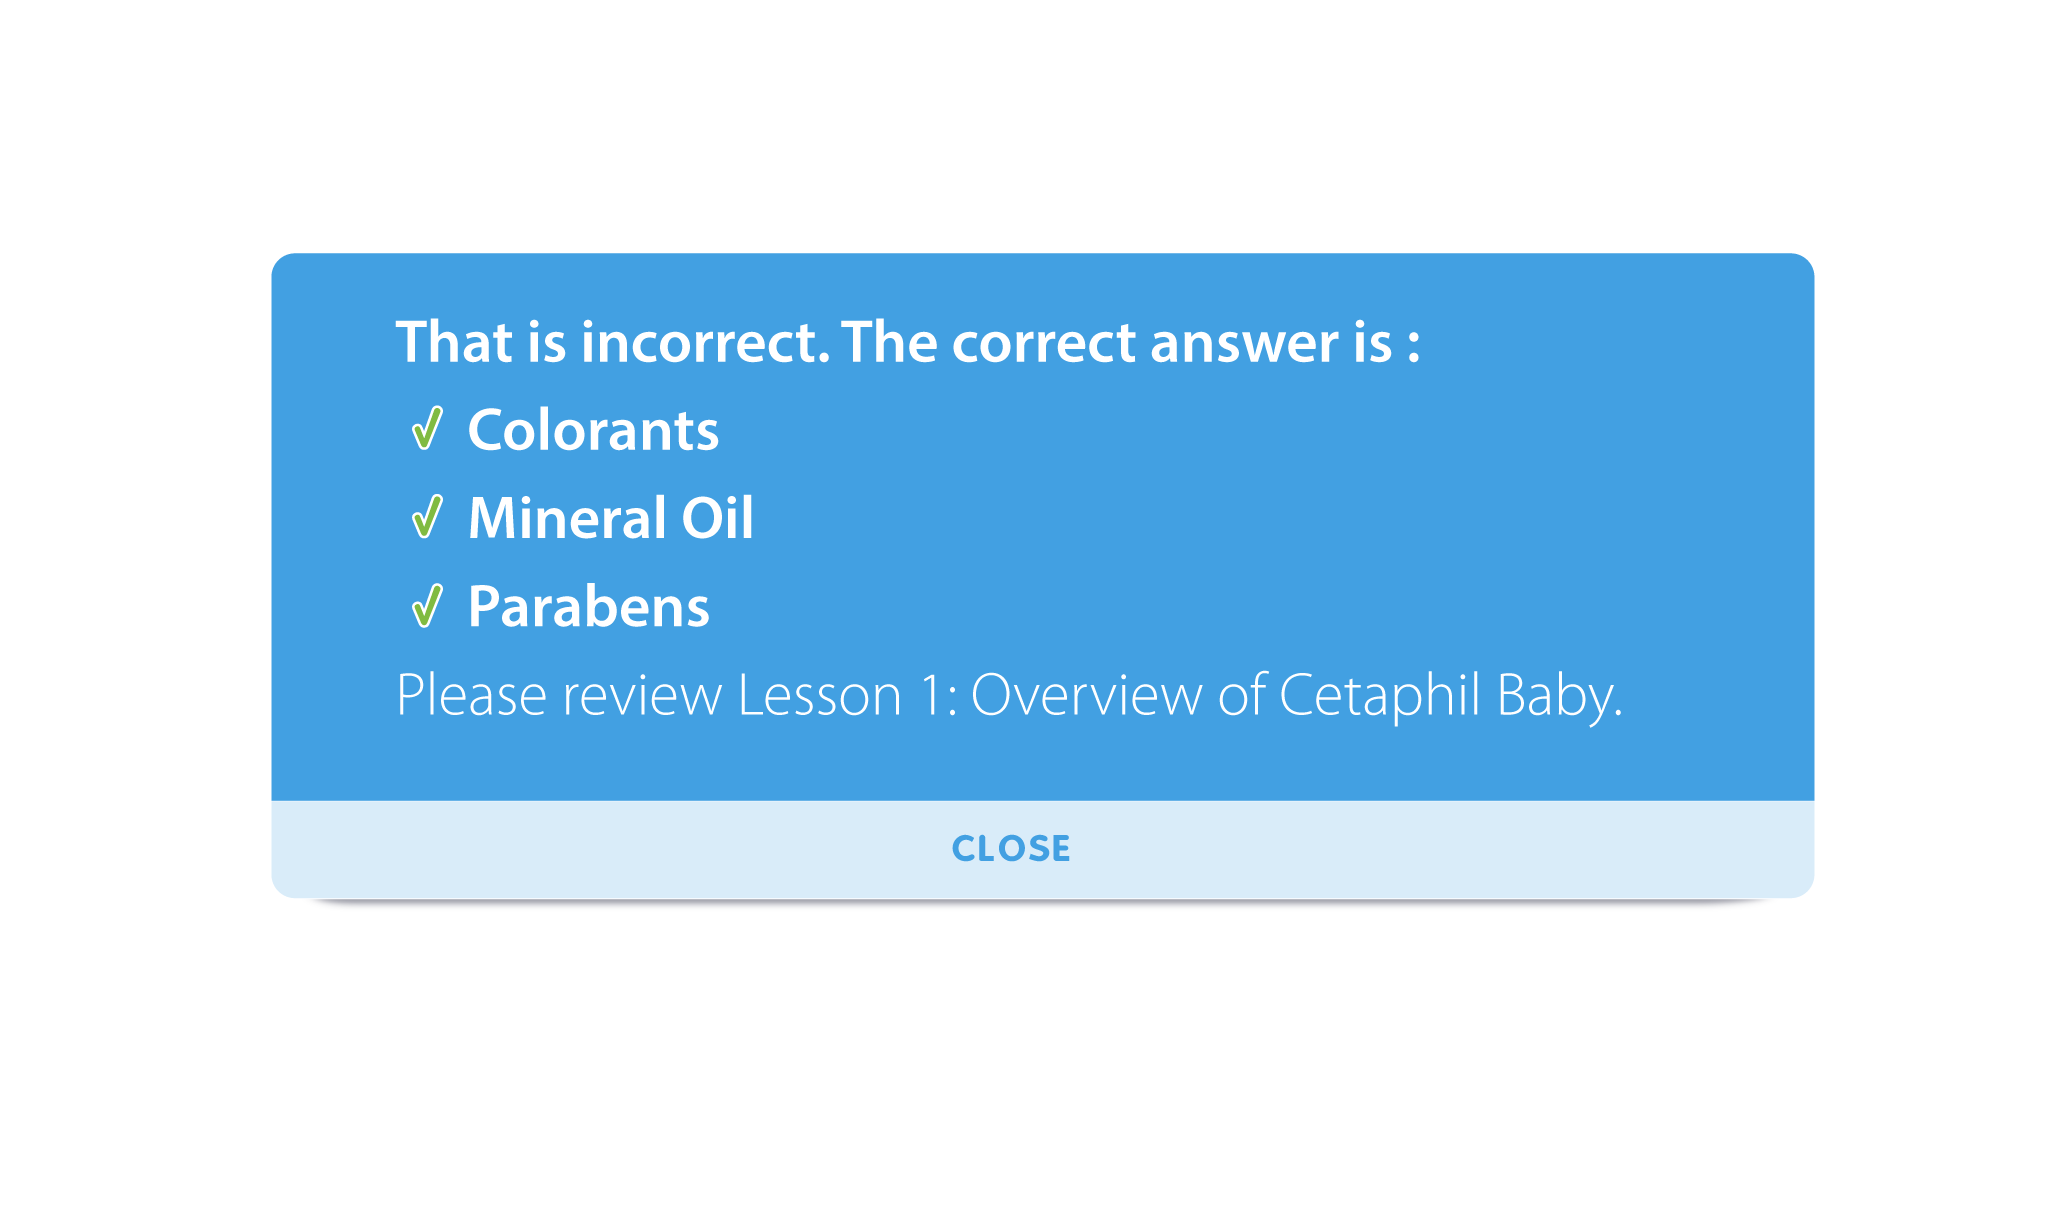 That is incorrect. The correct answer is :
Colorants
Mineral Oil
Parabens
Please review Lesson 1: Overview of Cetaphil Baby.
CLOSE